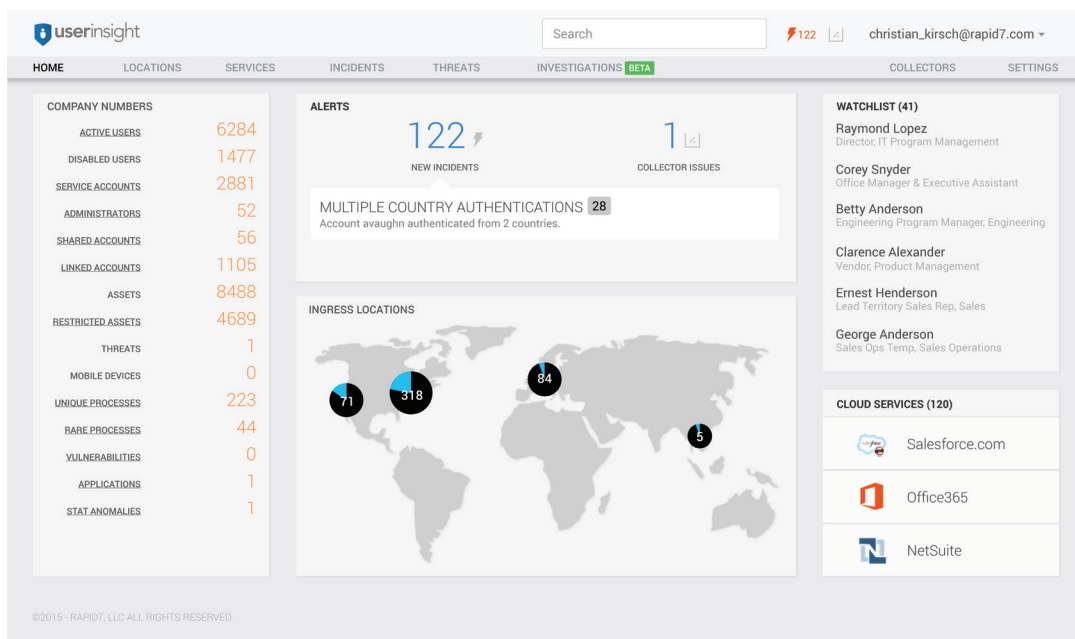 userinsight
Search
122
christian_kirsch@rapid7.com
HOME LOCATIONS SERVICES INCIDENTS THREATS INVESTIGATIONS BETA COLLECTORS SETTINGS
COMPANY NUMBERS
ACTIVE USERS 6284
DISABLED USERS 1477
SERVICE ACCOUNTS 2881
ADMINISTRATORS 52
SHARED ACCOUNTS 56
LINKED ACCOUNTS 1105
ASSETS 8488
RESTRICTED ASSETS 4689
THREATS 1
MOBILE DEVICES 0
UNIQUE PROCESSES 223
RARE PROCESSES 44
VULNERABILITIES 0
APPLICATIONS 1
STAT ANOMALIES 1
ALERTS
122 1
NEW INCIDENTS COLLECTOR ISSUES
MULTIPLE COUNTRY AUTHENTICATIONS 28
Account avaughn authenticated from 2 countries.
INGRESS LOCATIONS
71
318
84
5
WATCHLIST (41)
Raymond Lopez
Director, IT Program Management
Corey Snyder
Office Manager & Executive Assistant
Betty Anderson
Engineering Program Manager, Engineering
Clarence Alexander
Vendor, Product Management
Ernest Henderson
Lead Territory Sales Rep, Sales
George Anderson
Sales Ops Temp, Sales Operations
CLOUD SERVICES (120)
Salesforce.com
Office365
N NetSuite
©2015 - RAPID7, LLC ALL RIGHTS RESERVED.